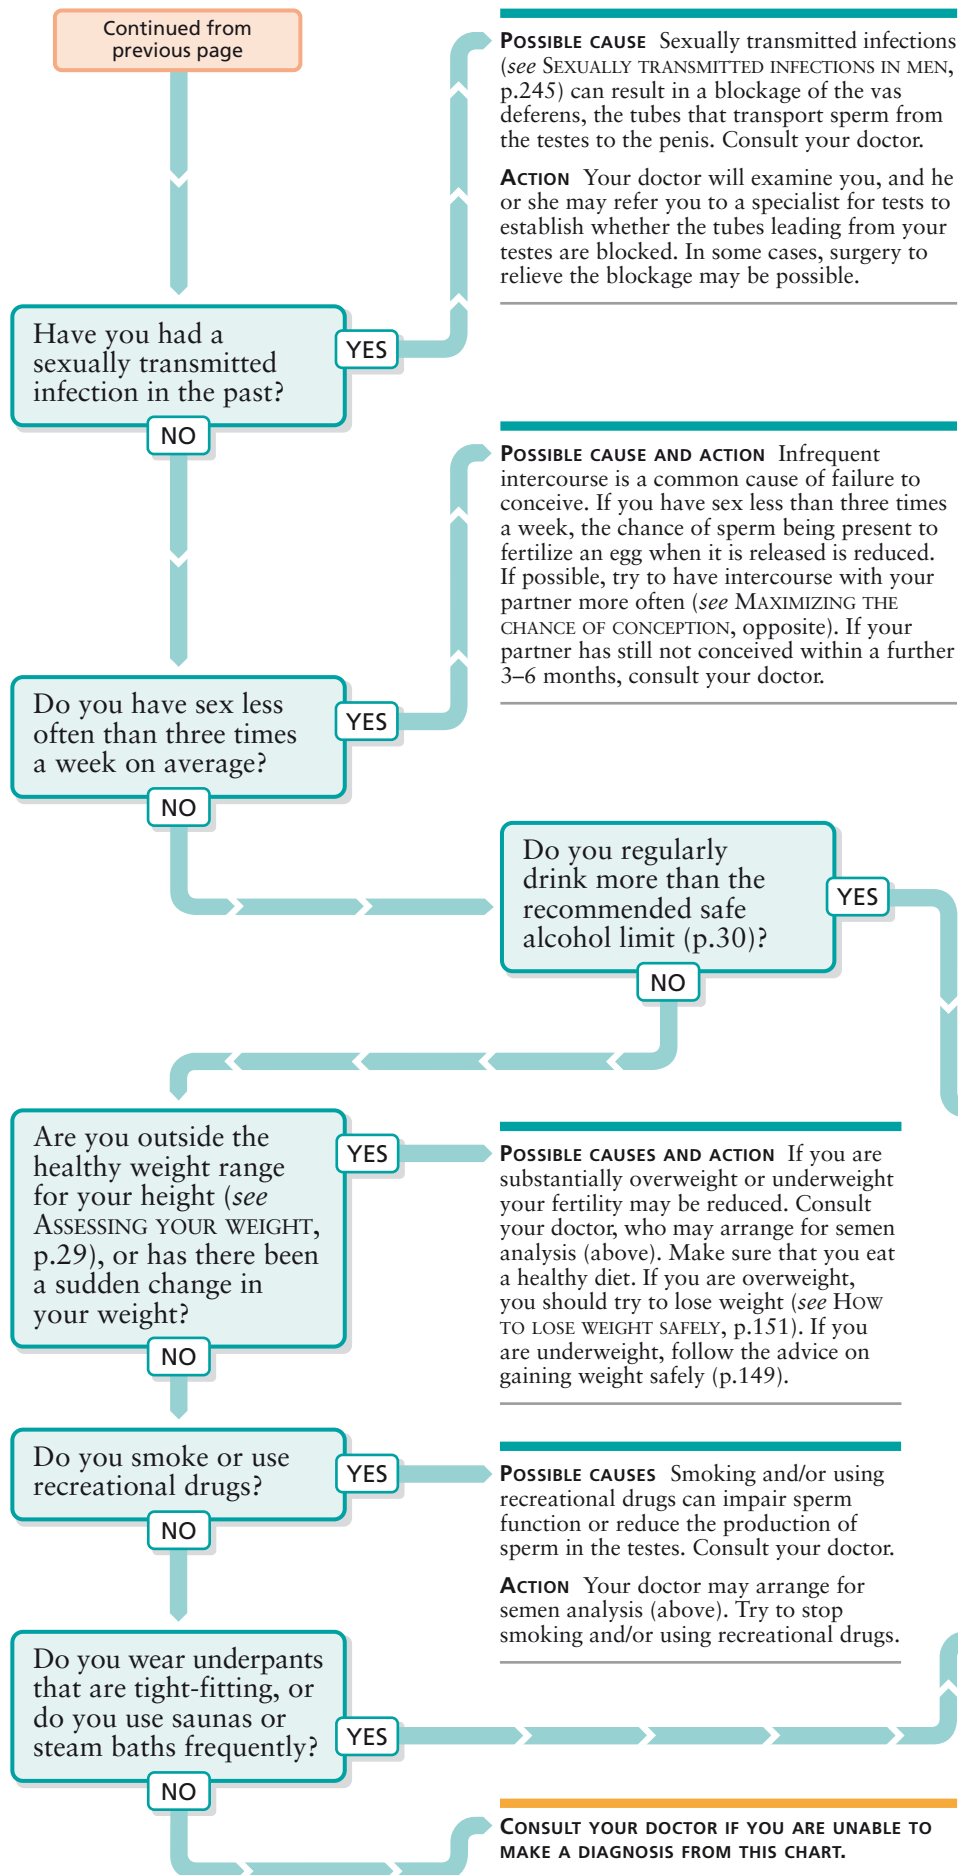 Continued from
previous page
POSSIBLE CAUSE Sexually transmitted infections
(see SEXUALLY TRANSMITTED INFECTIONS IN MEN,
p.245) can result in a blockage of the vas
deferens, the tubes that transport sperm from
the testes to the penis. Consult your doctor.
ACTION Your doctor will examine you, and he
or she may refer you to a specialist for tests to
establish whether the tubes leading from your
testes are blocked. In some cases, surgery to
relieve the blockage may be possible.
Have you had a
sexually transmitted
infection in the past?
YES
NO
POSSIBLE CAUSE AND ACTION Infrequent
intercourse is a common cause of failure to
conceive. If you have sex less than three times
a week, the chance of sperm being present to
fertilize an egg when it is released is reduced.
If possible, try to have intercourse with your
partner more often (see MAXIMIZING THE
CHANCE OF CONCEPTION, opposite). If your
partner has still not conceived within a further
3–6 months, consult your doctor.
Do you have sex less
often than three times
a week on average?
YES
NO
Do you regularly
drink more than the
recommended safe
alcohol limit (p.30)?
YES
NO
Are you outside the
healthy weight range
for your height (see
ASSESSING YOUR WEIGHT,
p.29), or has there been
a sudden change in
your weight?
YES
NO
POSSIBLE CAUSES AND ACTION If you are
substantially overweight or underweight
your fertility may be reduced. Consult
your doctor, who may arrange for semen
analysis (above). Make sure that you eat
a healthy diet. If you are overweight,
you should try to lose weight (see HOW
TO LOSE WEIGHT SAFELY, p.151). If you
are underweight, follow the advice on
gaining weight safely (p.149).
Do you smoke or use
recreational drugs?
YES
NO
POSSIBLE CAUSES Smoking and/or using
recreational drugs can impair sperm
function or reduce the production of
sperm in the testes. Consult your doctor.
ACTION Your doctor may arrange for
semen analysis (above). Try to stop
smoking and/or using recreational drugs.
Do you wear underpants
that are tight-fitting, or
do you use saunas or
steam baths frequently?
YES
NO
CONSULT YOUR DOCTOR IF YOU ARE UNABLE TO
MAKE A DIAGNOSIS FROM THIS CHART.